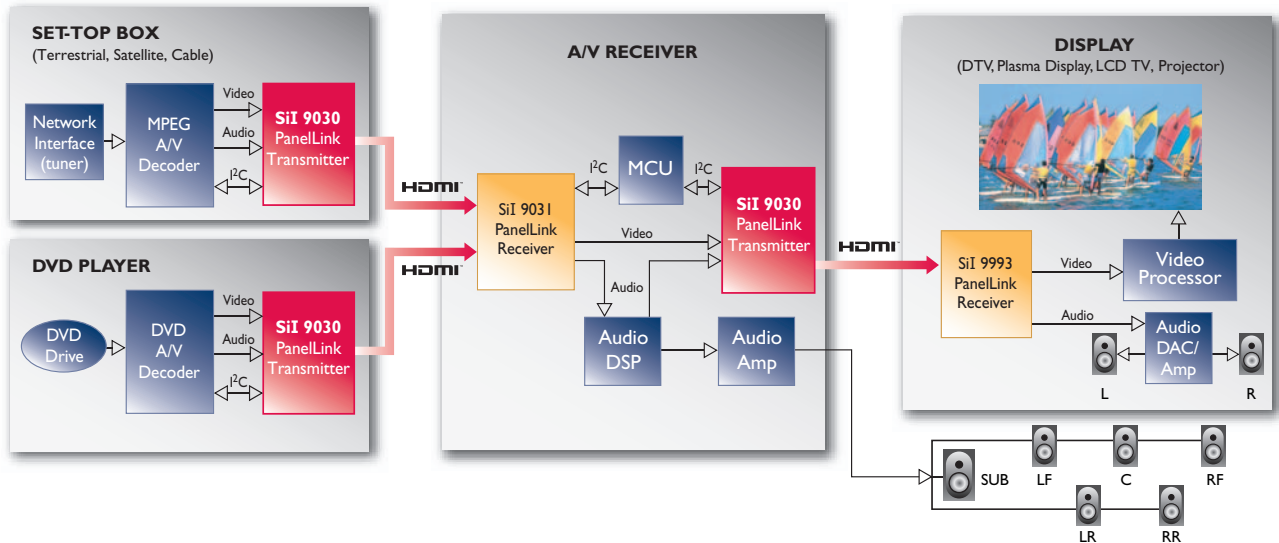 SET-TOP BOX
(Terrestrial, Satellite, Cable)
Network
Interface
(tuner)
MPEG
A/V
Decoder
Video
Audio
I²C
SiI 9030
PanelLink
Transmitter
HDMI™
DVD PLAYER
DVD
Drive
DVD
A/V
Decoder
Video
Audio
I²C
SiI 9030
PanelLink
Transmitter
HDMI™
A/V RECEIVER
SiI 9031
PanelLink
Receiver
I²C
MCU
I²C
Video
Audio
SiI 9030
PanelLink
Transmitter
Audio
DSP
Audio
Amp
HDMI™
DISPLAY
(DTV, Plasma Display, LCD TV, Projector)
SiI 9993
PanelLink
Receiver
Video
Video
Processor
Audio
Audio
DAC/
Amp
L
R
SUB
LF
C
RF
LR
RR